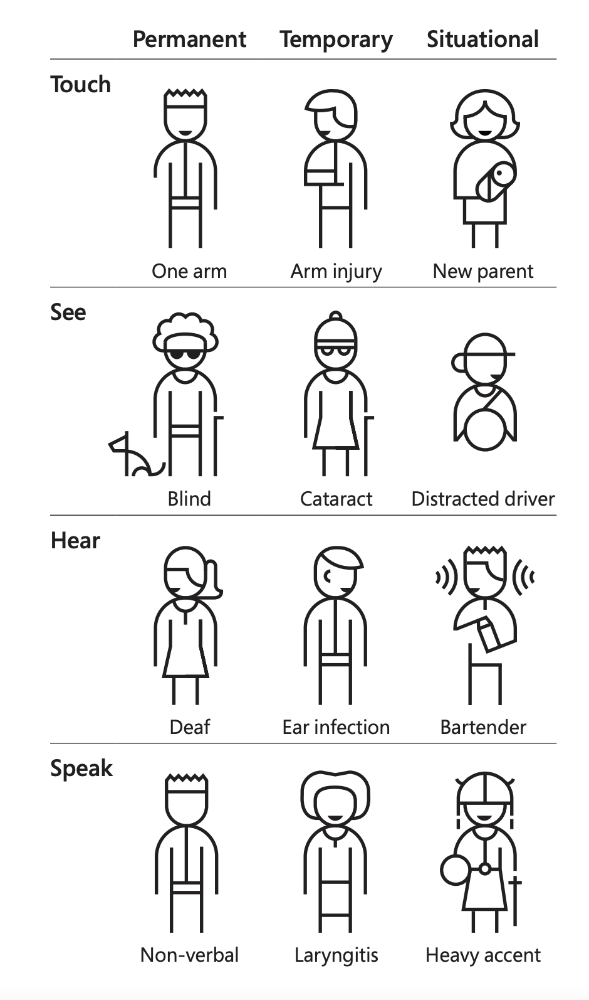 Permanent Temporary Situational
Touch
One arm Arm injury New parent
See
Blind Cataract Distracted driver
Hear
Deaf Ear infection Bartender
Speak
Non-verbal Laryngitis Heavy accent